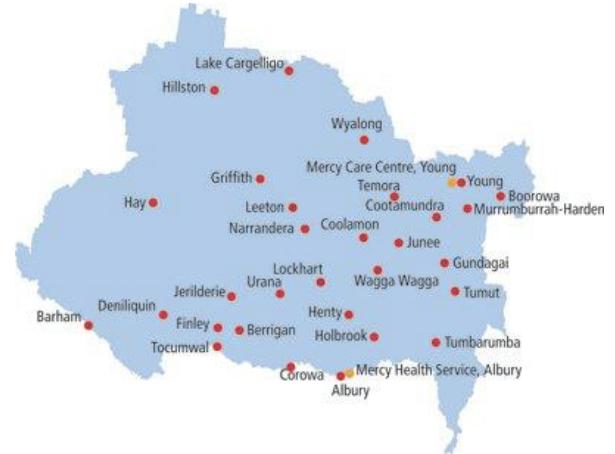 Lake Cargelligo
Hillston
Wyalong
Mercy Care Centre, Young
Griffith
Temora
Young
Boorowa
Hay
Leeton
Cootamundra
Murrumburrah-Harden
Narrandera
Coolamon
Junee
Gundagai
Lockhart
Wagga Wagga
Jerilderie
Urana
Tumut
Deniliquin
Barham
Finley
Berrigan
Henty
Holbrook
Tumbarumba
Tocumwal
Corowa
Mercy Health Service, Albury
Albury